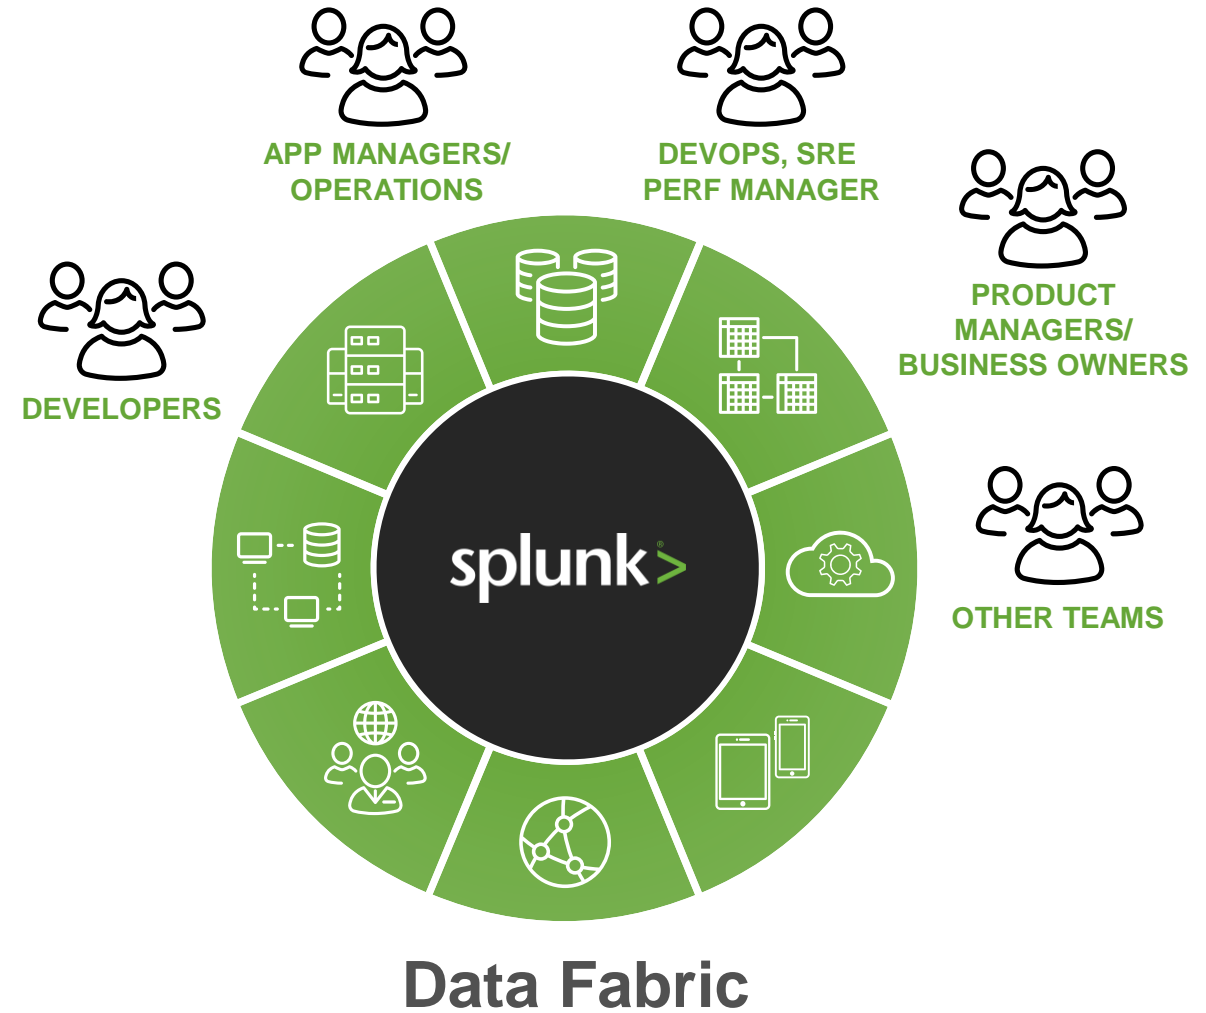 APP MANAGERS/
OPERATIONS
DEVOPS, SRE
PERF MANAGER
PRODUCT
MANAGERS/
BUSINESS OWNERS
DEVELOPERS
splunk>®
OTHER TEAMS
Data Fabric